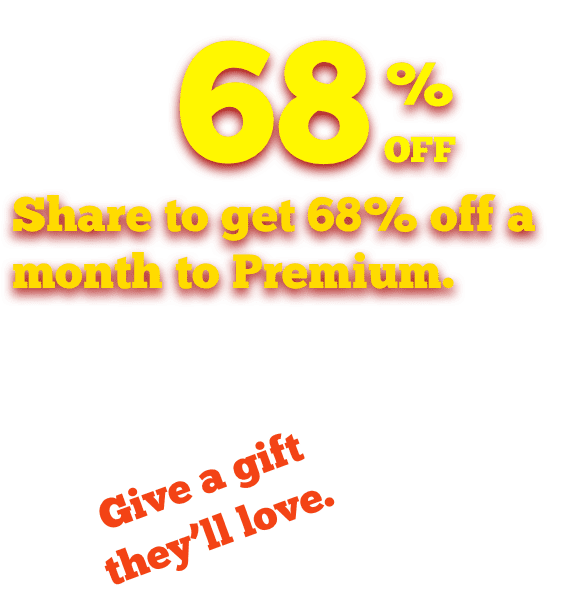 68%
OFF
Share to get 68% off a
month to Premium.
Give a gift
they’ll love.